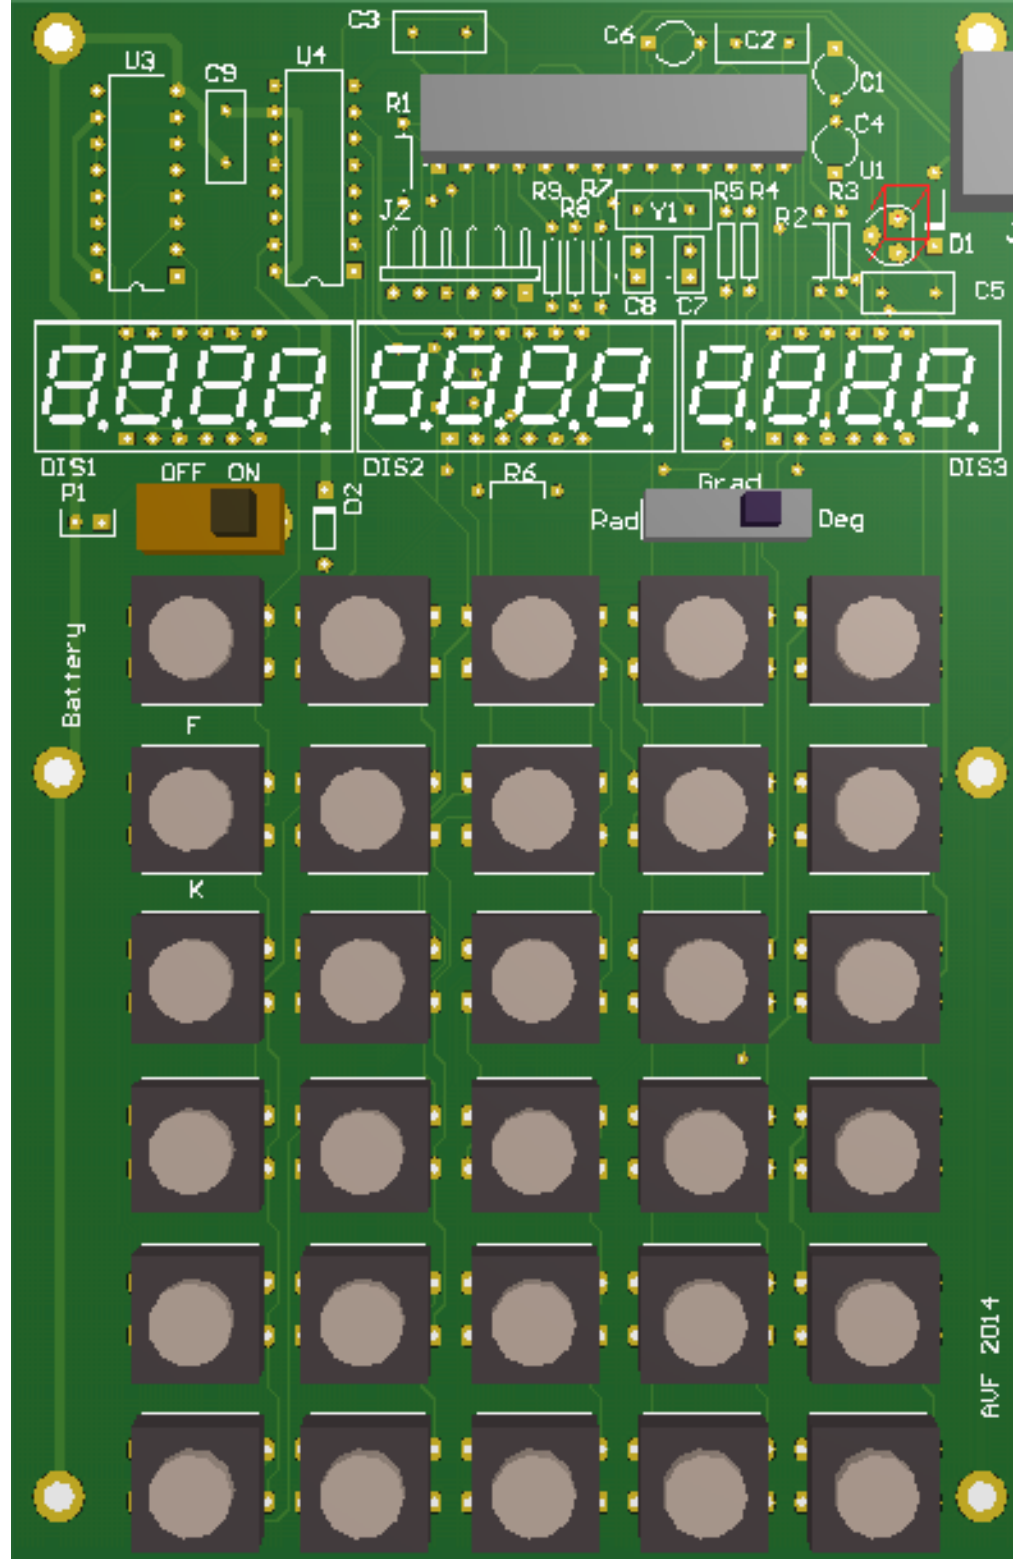 C3
C6
C2
U3
U4
C9
C1
R1
C4
U1
R9
R7
R5
R4
R3
J2
R8
Y1
R2
D1
C8
C7
C5
DIS1
OFF ON
DIS2
R6
Grad
DIS3
P1
D2
Rad
Deg
Battery
F
K
AVF 2014